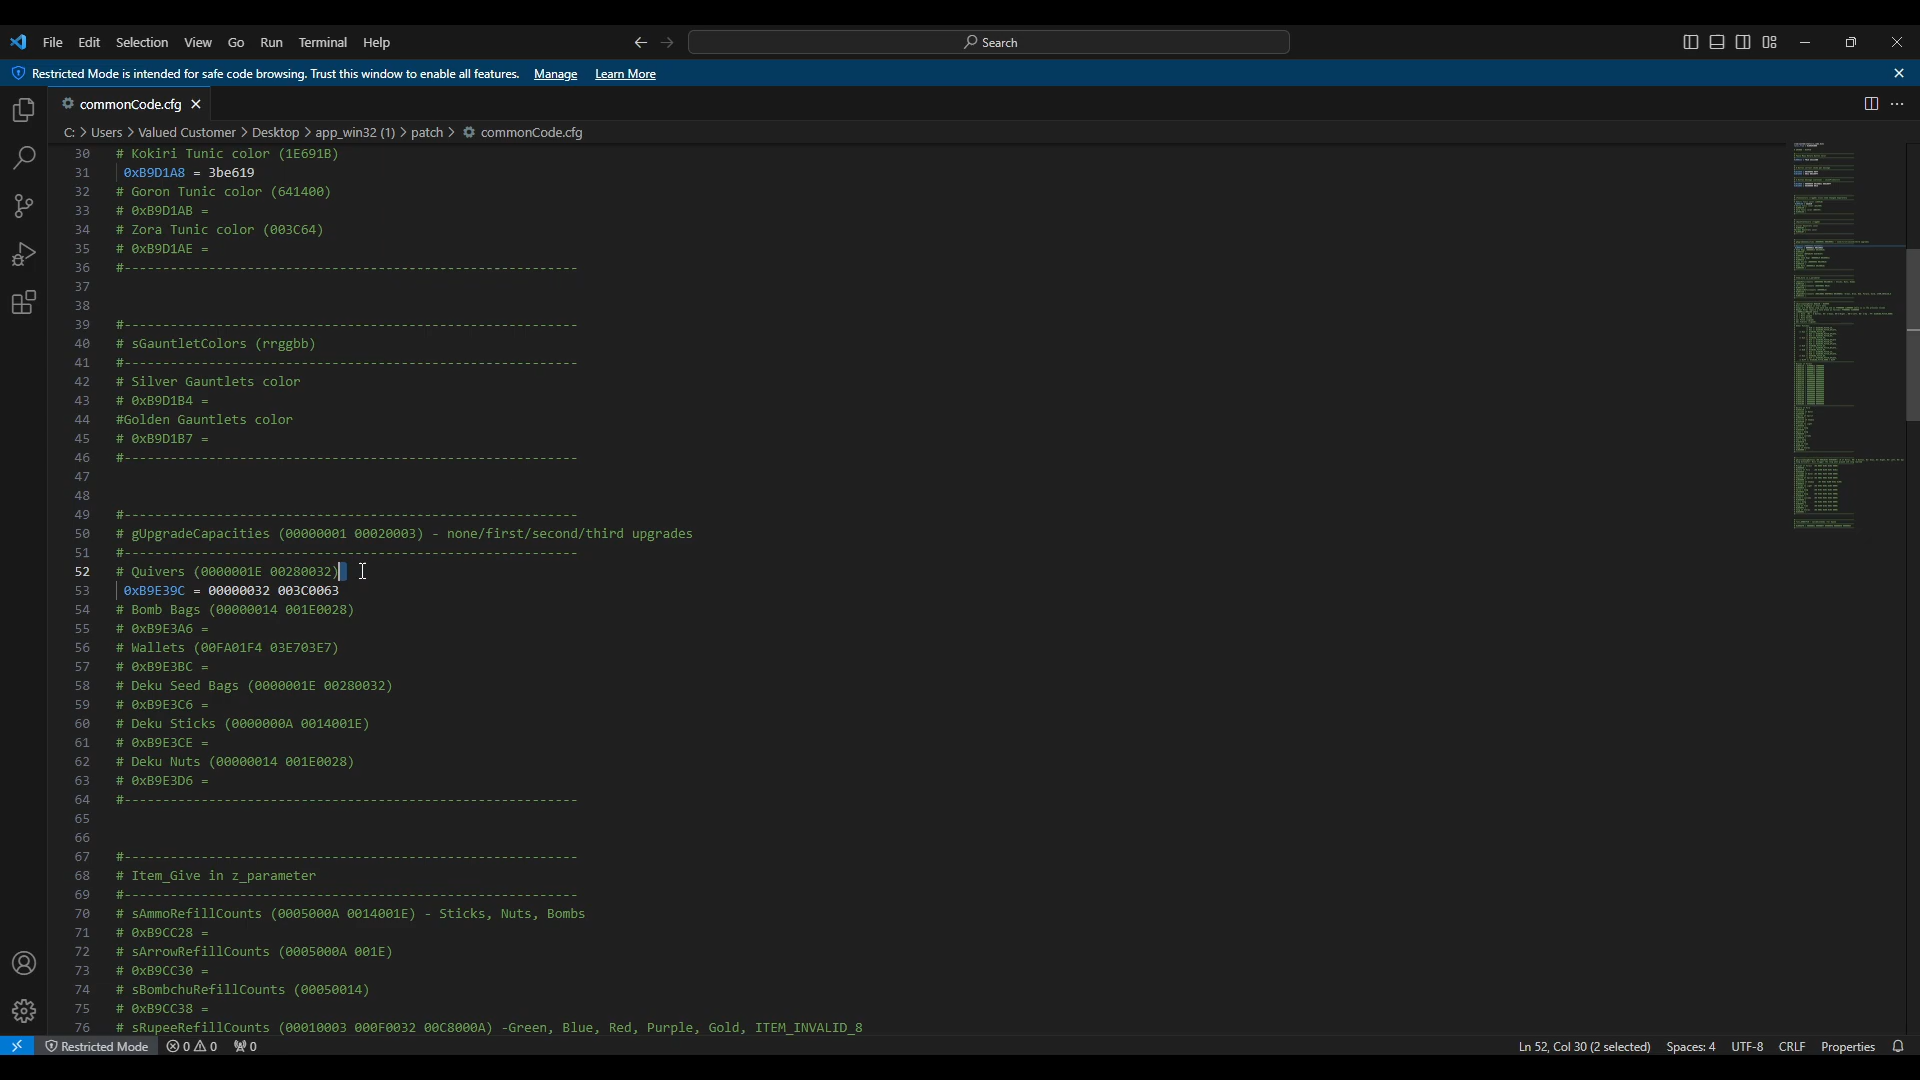 File Edit Selection View Go Run Terminal Help
Search
Restricted Mode is intended for safe code browsing. Trust this window to enable all features. Manage Learn More
commonCode.cfg
C: > Users > Valued Customer > Desktop > app_win32 (1) > patch > commonCode.cfg
30 # Kokiri Tunic color (1E691B)
31 0xB9D1A8 = 3be619
32 # Goron Tunic color (641400)
33 # 0xB9D1AB =
34 # Zora Tunic color (003C64)
35 # 0xB9D1AE =
36 #-----------------------------------------------------------
37
38
39 #-----------------------------------------------------------
40 # sGauntletColors (rrggbb)
41 #-----------------------------------------------------------
42 # Silver Gauntlets color
43 # 0xB9D1B4 =
44 #Golden Gauntlets color
45 # 0xB9D1B7 =
46 #-----------------------------------------------------------
47
48
49 #-----------------------------------------------------------
50 # gUpgradeCapacities (00000001 00020003) - none/first/second/third upgrades
51 #-----------------------------------------------------------
52 # Quivers (0000001E 00280032)
53 0xB9E39C = 00000032 003C0063
54 # Bomb Bags (00000014 001E0028)
55 # 0xB9E3A6 =
56 # Wallets (00FA01F4 03E703E7)
57 # 0xB9E3BC =
58 # Deku Seed Bags (0000001E 00280032)
59 # 0xB9E3C6 =
60 # Deku Sticks (0000000A 0014001E)
61 # 0xB9E3CE =
62 # Deku Nuts (00000014 001E0028)
63 # 0xB9E3D6 =
64 #-----------------------------------------------------------
65
66
67 #-----------------------------------------------------------
68 # Item_Give in z_parameter
69 #-----------------------------------------------------------
70 # sAmmoRefillCounts (0005000A 0014001E) - Sticks, Nuts, Bombs
71 # 0xB9CC28 =
72 # sArrowRefillCounts (0005000A 001E)
73 # 0xB9CC30 =
74 # sBombchuRefillCounts (00050014)
75 # 0xB9CC38 =
76 # sRupeeRefillCounts (00010003 000F0032 00C8000A) -Green, Blue, Red, Purple, Gold, ITEM_INVALID_8
Restricted Mode 0 0 0 Ln 52, Col 30 (2 selected) Spaces: 4 UTF-8 CRLF Properties